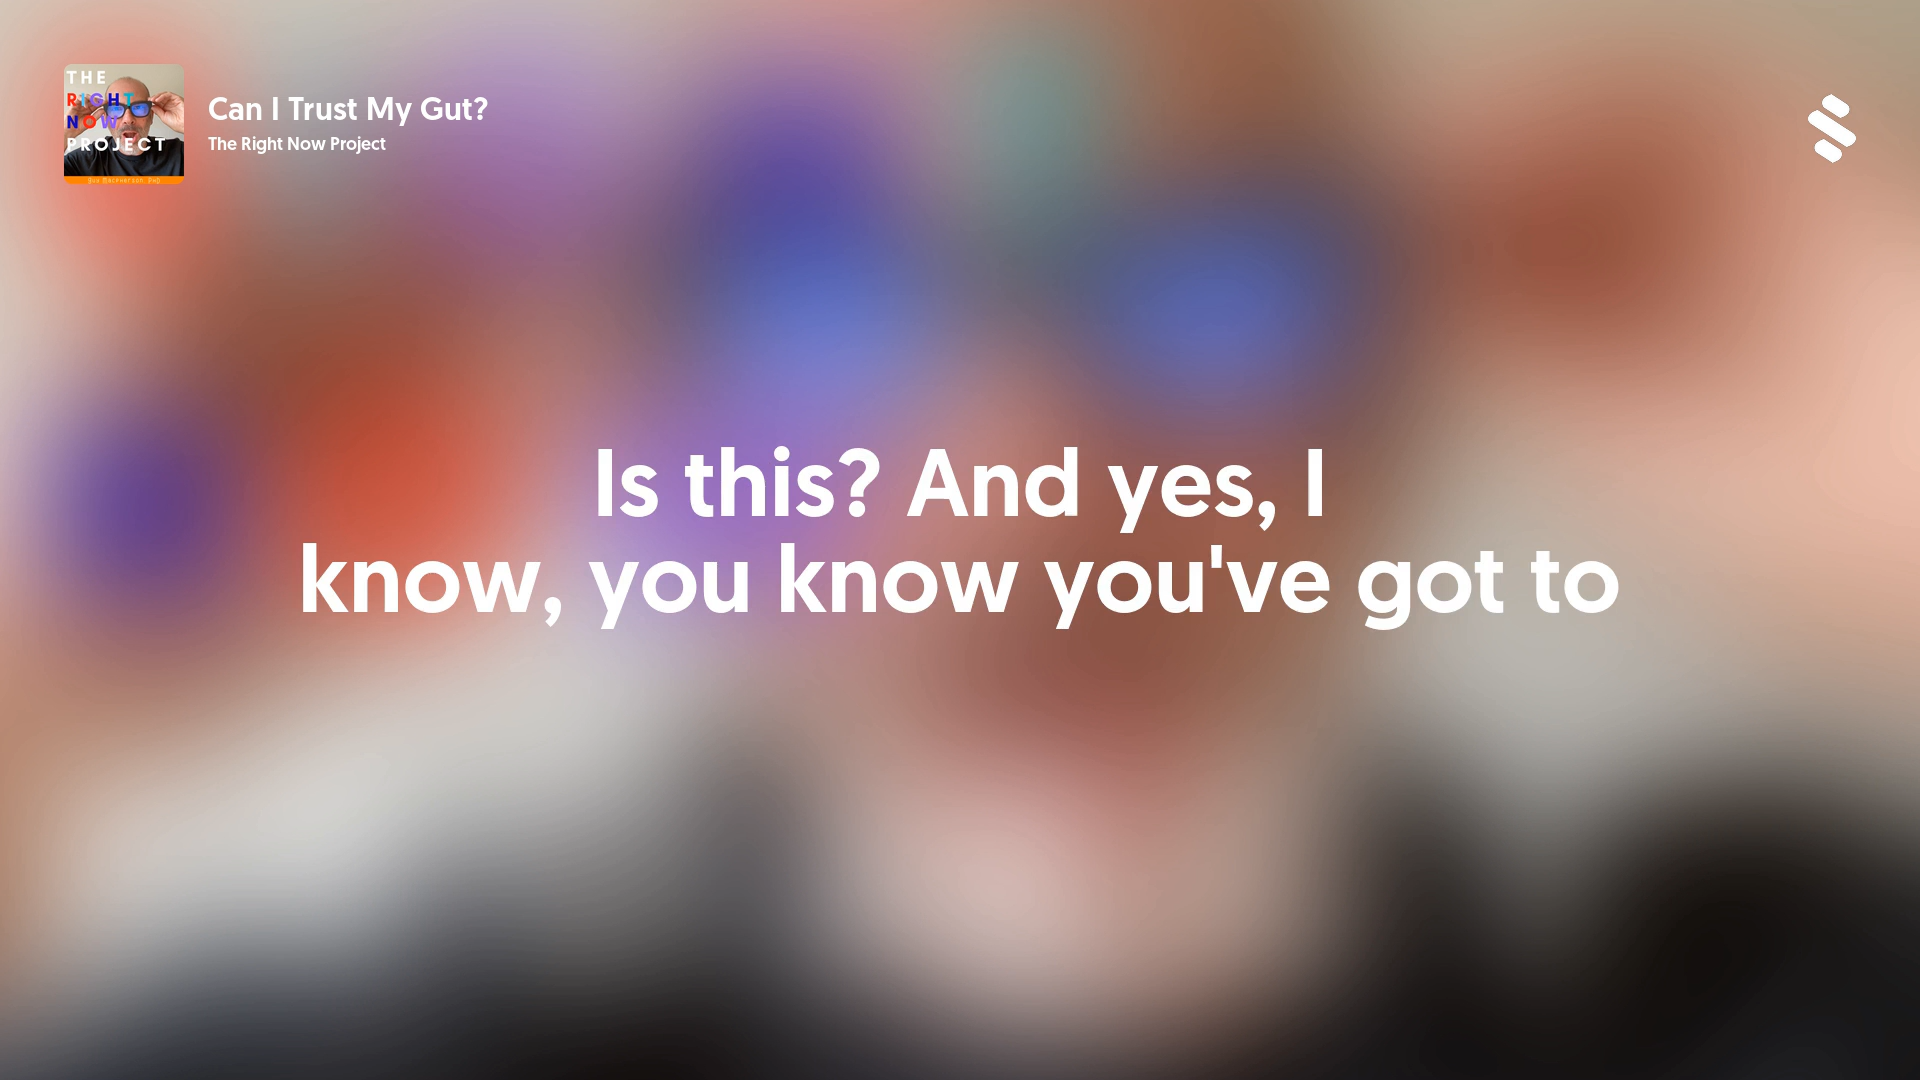 THE
RIGHT
NOW
PROJECT
Can I Trust My Gut?
The Right Now Project
Is this? And yes, I
know, you know you've got to